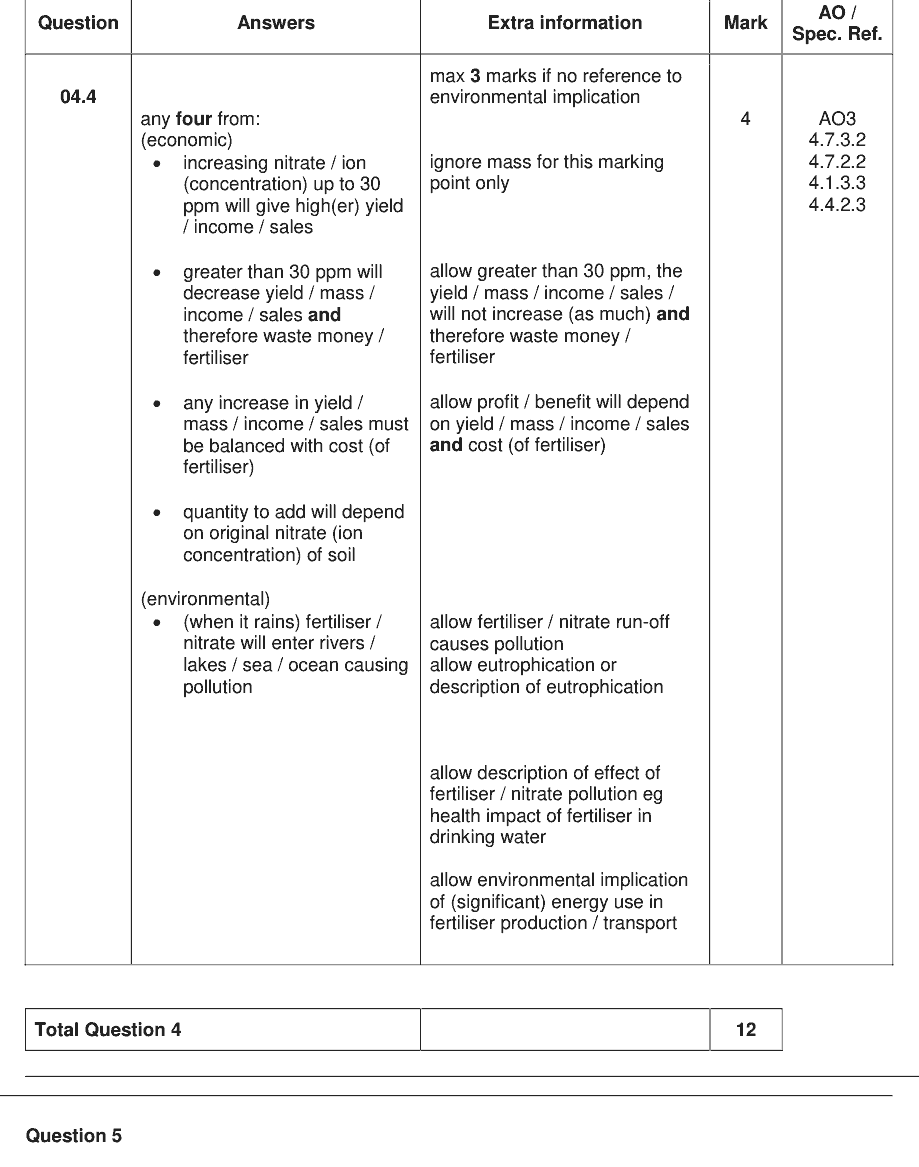 Question Answers Extra information Mark AO /
Spec. Ref.
04.4
max 3 marks if no reference to
environmental implication
any four from:
(economic)
• increasing nitrate / ion
(concentration) up to 30
ppm will give high(er) yield
/ income / sales
ignore mass for this marking
point only
4
AO3
4.7.3.2
4.7.2.2
4.1.3.3
4.4.2.3
• greater than 30 ppm will
decrease yield / mass /
income / sales and
therefore waste money /
fertiliser
allow greater than 30 ppm, the
yield / mass / income / sales /
will not increase (as much) and
therefore waste money /
fertiliser
• any increase in yield /
mass / income / sales must
be balanced with cost (of
fertiliser)
allow profit / benefit will depend
on yield / mass / income / sales
and cost (of fertiliser)
• quantity to add will depend
on original nitrate (ion
concentration) of soil
(environmental)
• (when it rains) fertiliser /
nitrate will enter rivers /
lakes / sea / ocean causing
pollution
allow fertiliser / nitrate run-off
causes pollution
allow eutrophication or
description of eutrophication
allow description of effect of
fertiliser / nitrate pollution eg
health impact of fertiliser in
drinking water
allow environmental implication
of (significant) energy use in
fertiliser production / transport
Total Question 4 12
Question 5